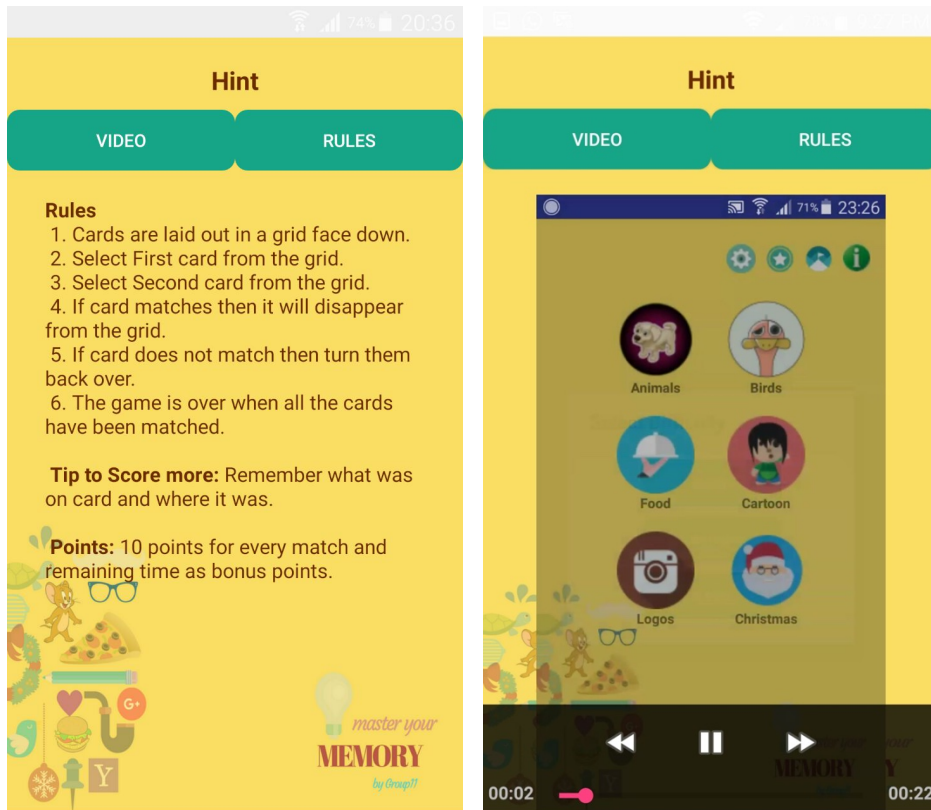 74% 20:36
Hint
VIDEO RULES
Rules
1. Cards are laid out in a grid face down.
2. Select First card from the grid.
3. Select Second card from the grid.
4. If card matches then it will disappear
from the grid.
5. If card does not match then turn them
back over.
6. The game is over when all the cards
have been matched.
Tip to Score more: Remember what was
on card and where it was.
Points: 10 points for every match and
remaining time as bonus points.
G+
Y
master your
MEMORY
by Group11
Hint
VIDEO RULES
71% 23:26
i
Animals Birds
Food Cartoon
Logos Christmas
MEMORY
00:02 00:22